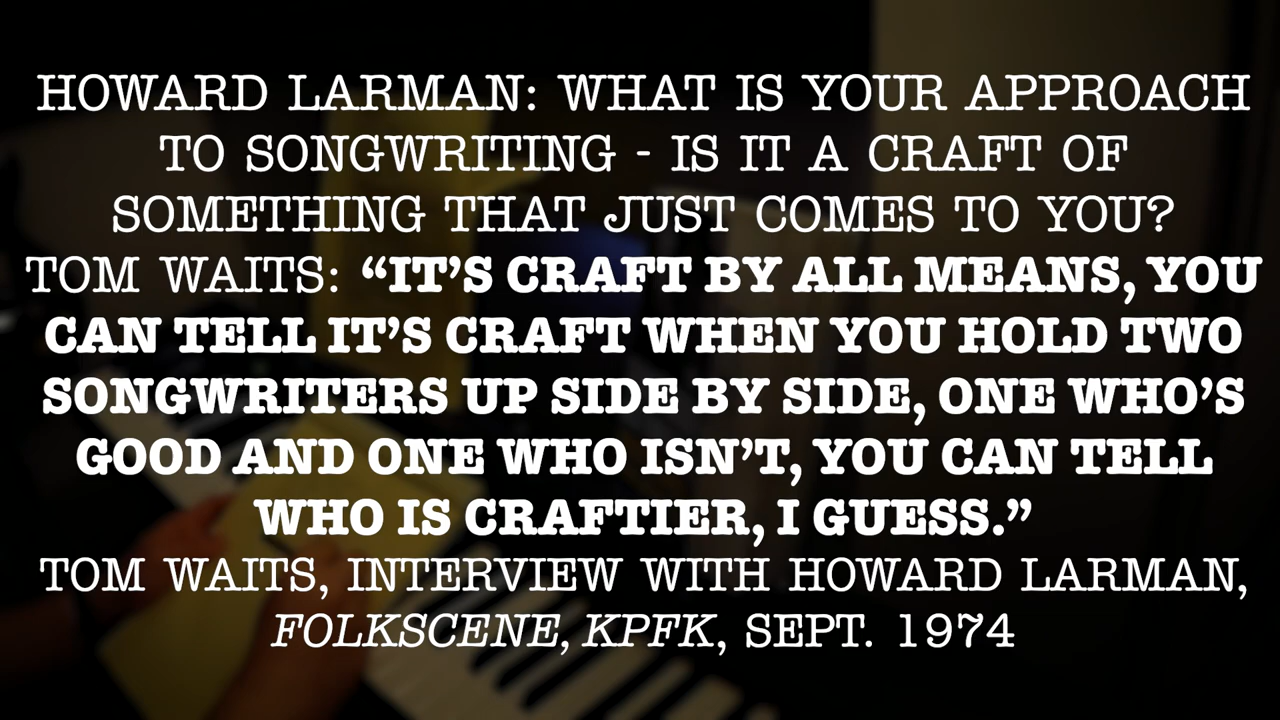 HOWARD LARMAN: WHAT IS YOUR APPROACH
TO SONGWRITING - IS IT A CRAFT OF
SOMETHING THAT JUST COMES TO YOU?
TOM WAITS: “IT’S CRAFT BY ALL MEANS, YOU
CAN TELL IT’S CRAFT WHEN YOU HOLD TWO
SONGWRITERS UP SIDE BY SIDE, ONE WHO’S
GOOD AND ONE WHO ISN’T, YOU CAN TELL
WHO IS CRAFTIER, I GUESS.”
TOM WAITS, INTERVIEW WITH HOWARD LARMAN,
FOLKSCENE, KPFK, SEPT. 1974